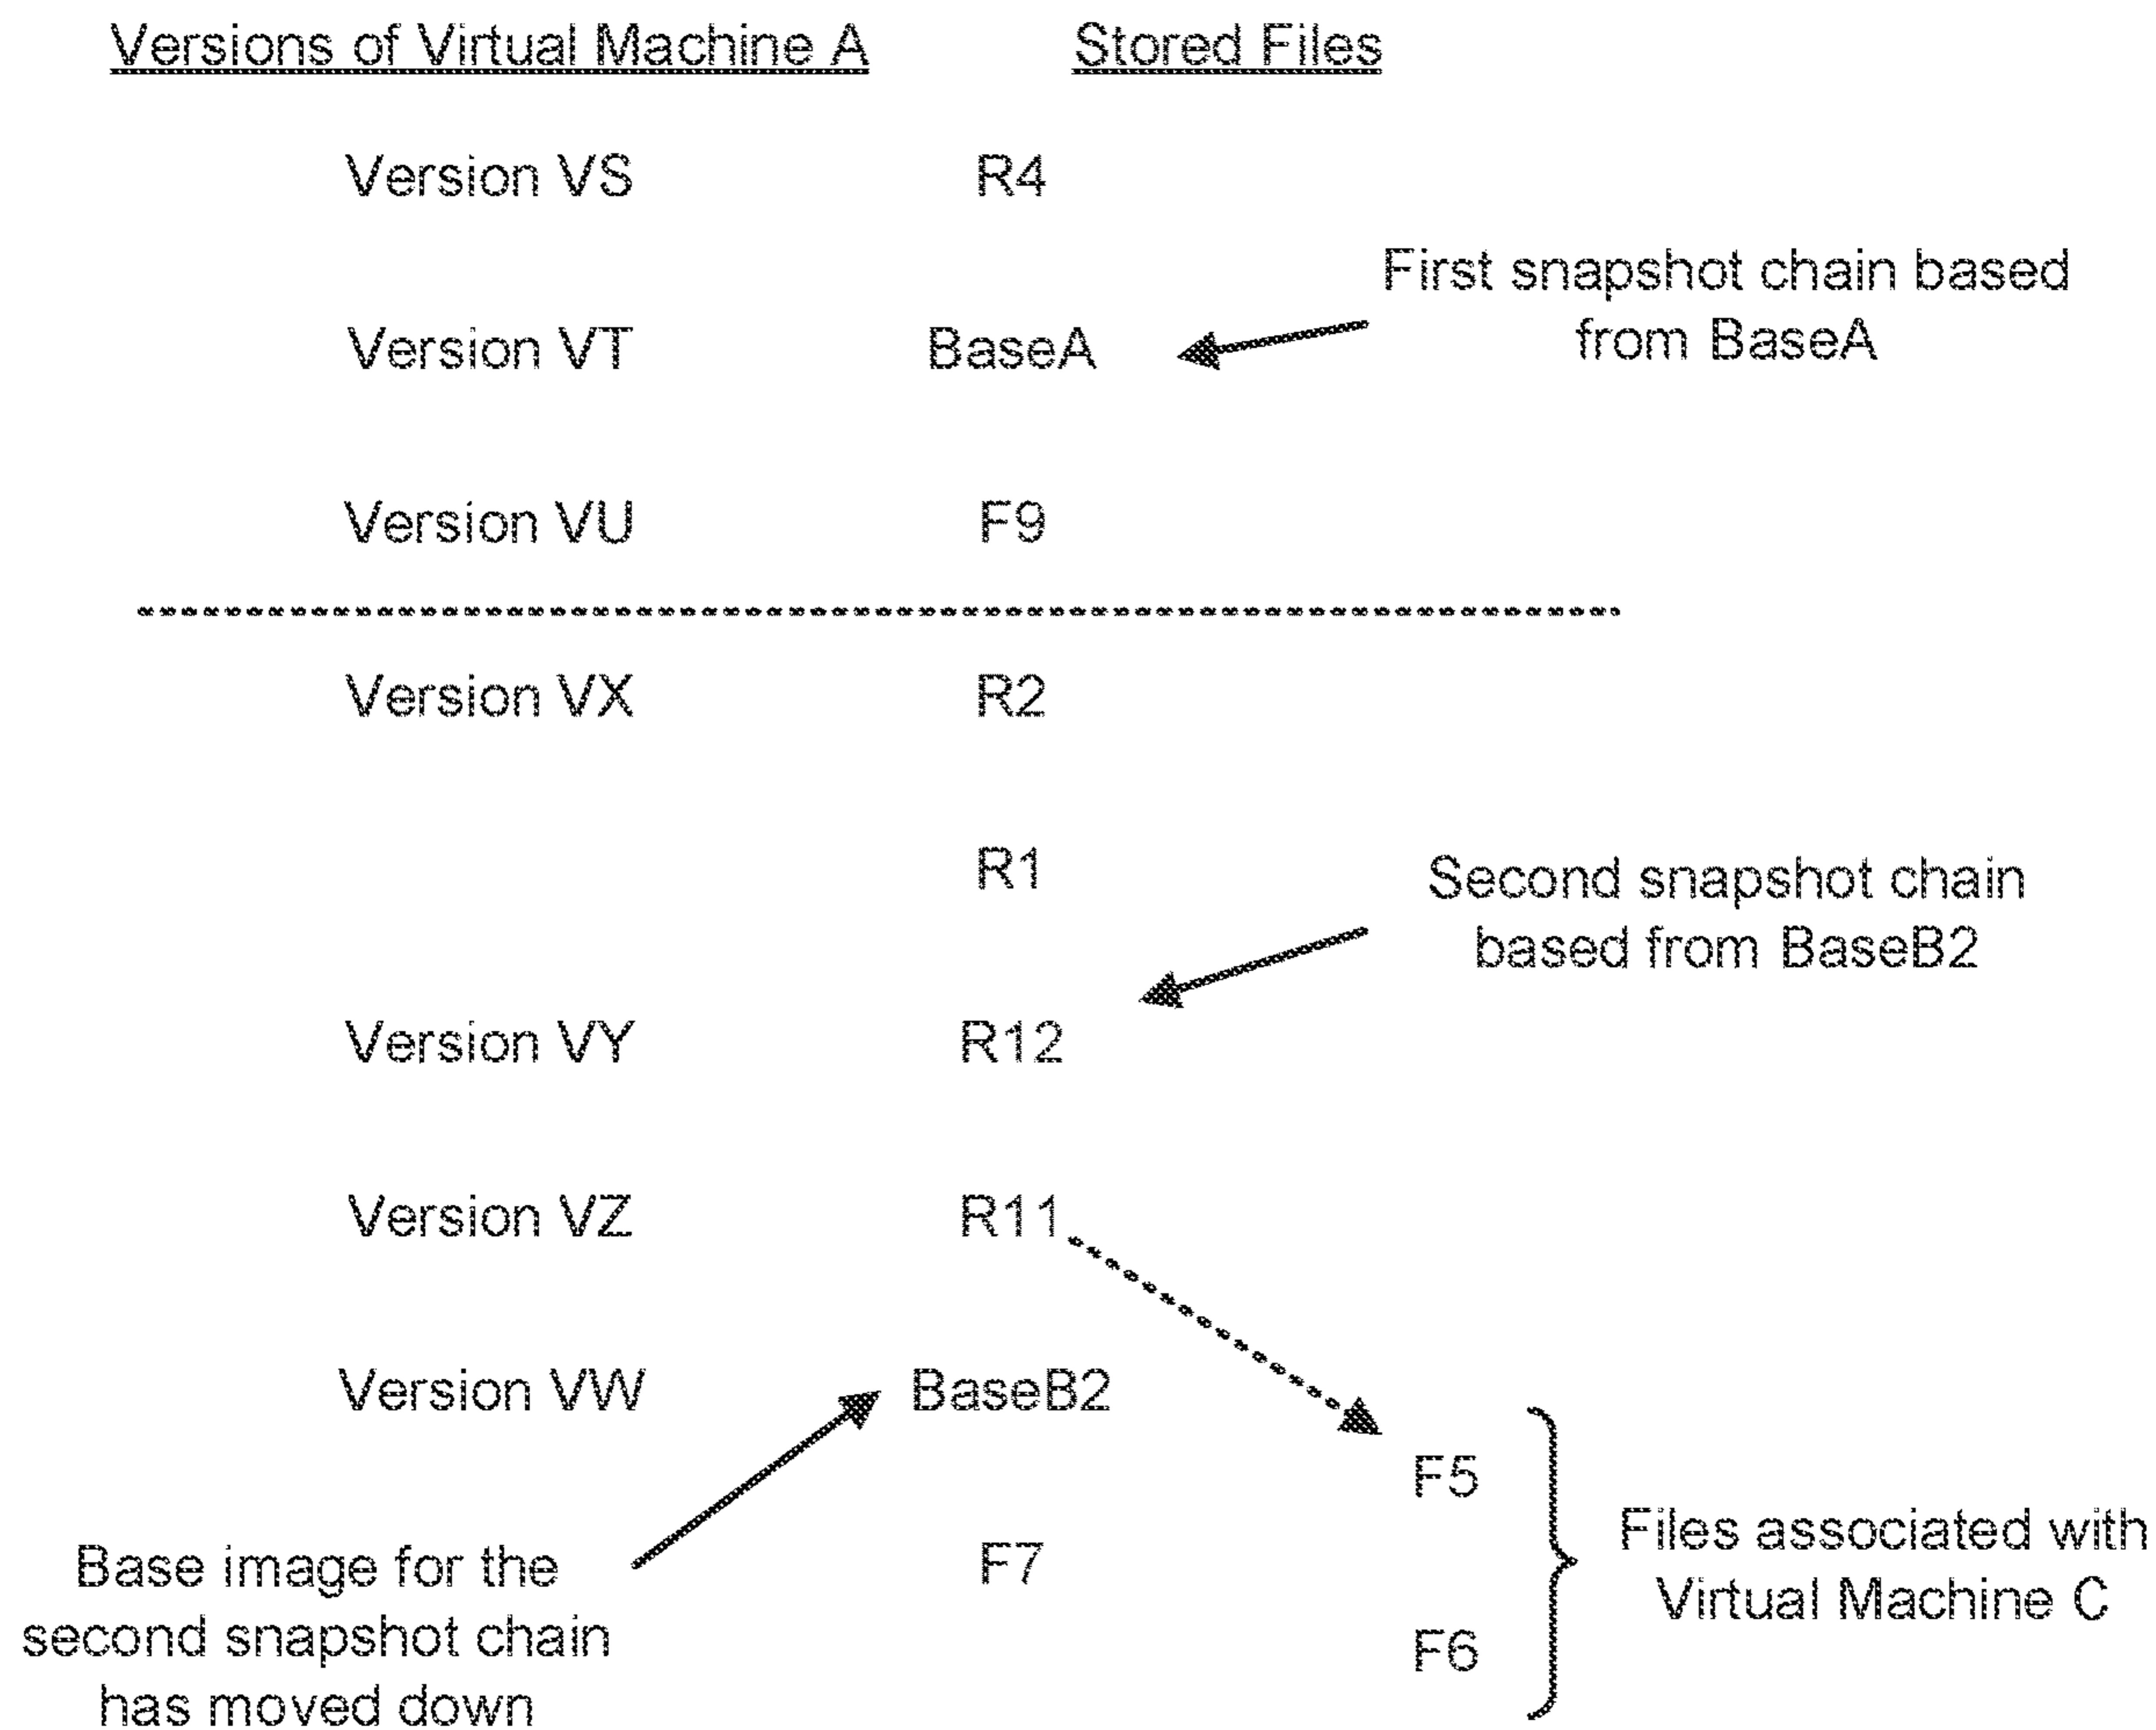 Versions of Virtual Machine A Stored Files
Version VS R4
First snapshot chain based
from BaseA
Version VT BaseA
Version VU F9
Version VX R2
R1
Second snapshot chain
based from BaseB2
Version VY R12
Version VZ R11
Version VW BaseB2
F5
Files associated with
Virtual Machine C
F7
F6
Base image for the
second snapshot chain
has moved down